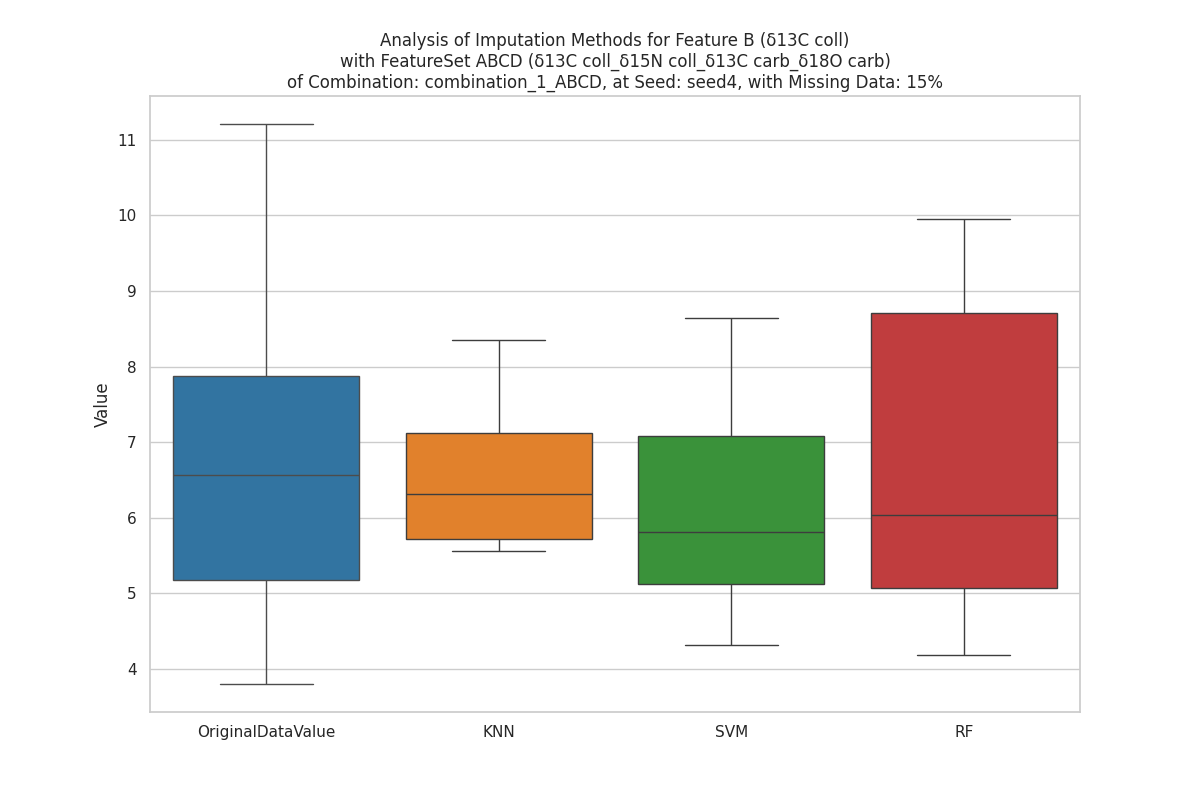 Analysis of Imputation Methods for Feature B (δ13C coll)
with FeatureSet ABCD (δ13C coll_δ15N coll_δ13C carb_δ18O carb)
of Combination: combination_1_ABCD, at Seed: seed4, with Missing Data: 15%
11
10
9
8
7
6
5
4
Value
OriginalDataValue
KNN
SVM
RF